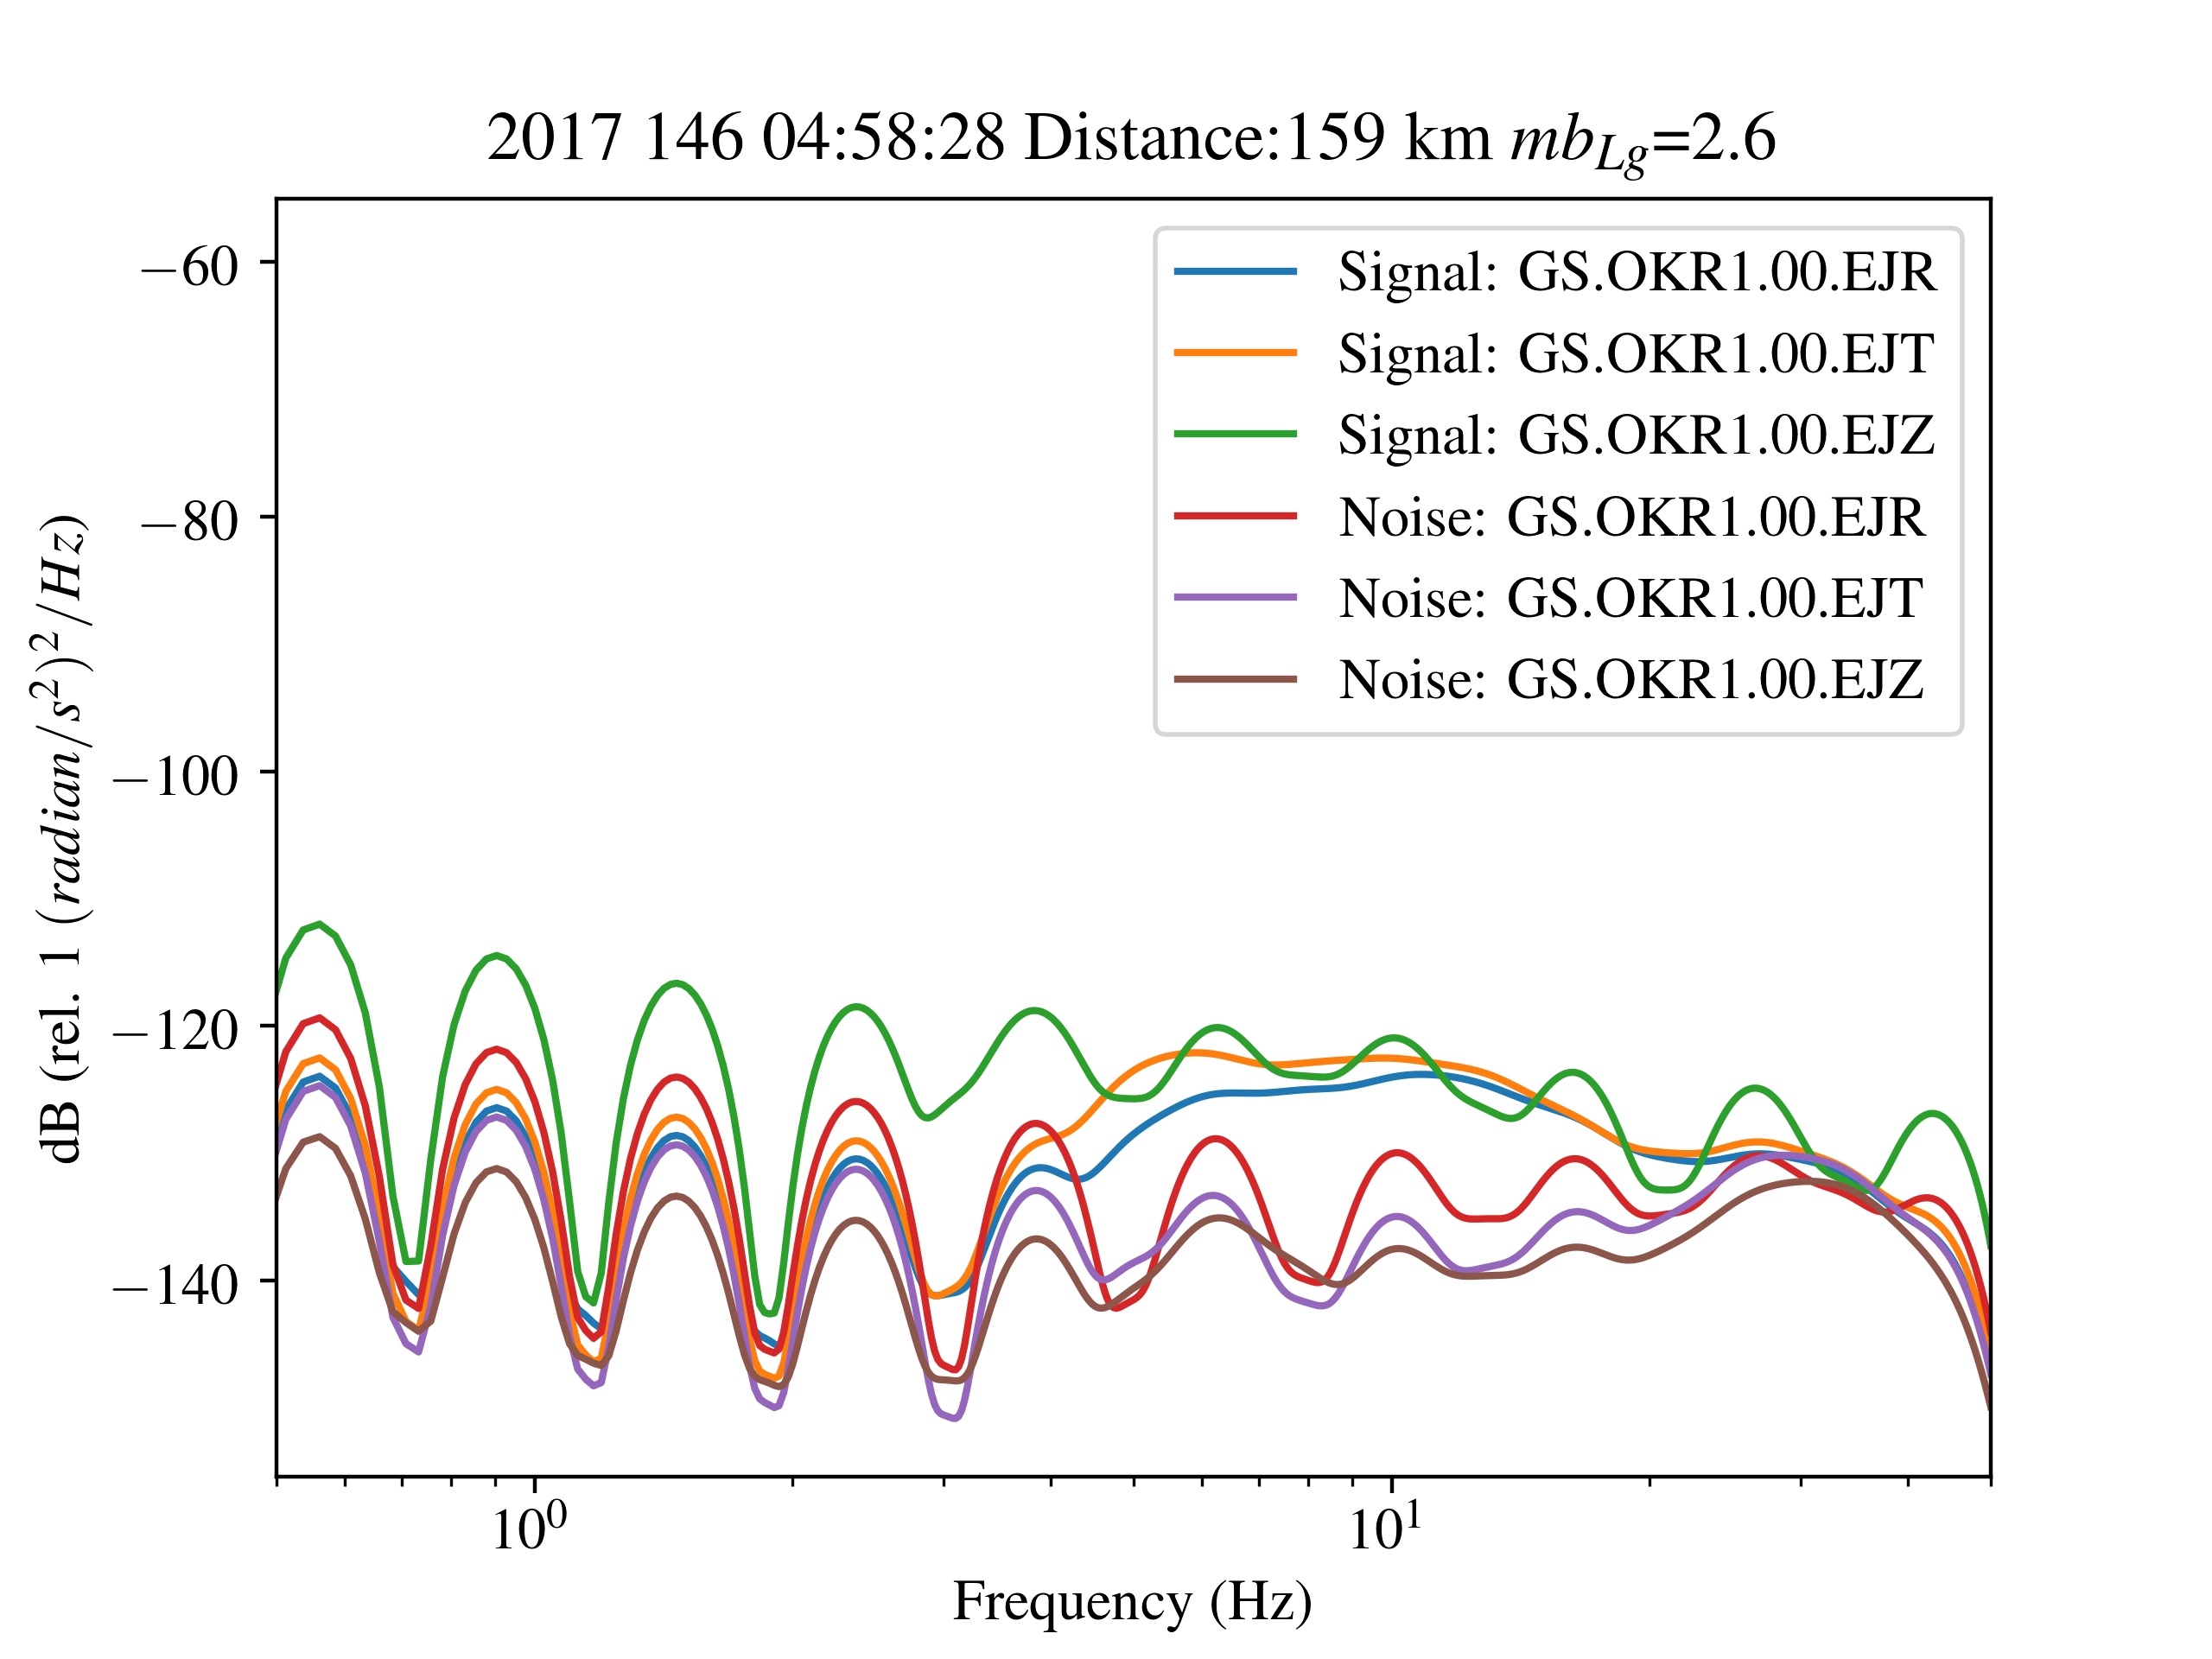 2017 146 04:58:28 Distance:159 km mb_Lg=2.6
Signal: GS.OKR1.00.EJR
Signal: GS.OKR1.00.EJT
Signal: GS.OKR1.00.EJZ
Noise: GS.OKR1.00.EJR
Noise: GS.OKR1.00.EJT
Noise: GS.OKR1.00.EJZ
dB (rel. 1 (radian/s²)²/Hz)
−60
−80
−100
−120
−140
10⁰
10¹
Frequency (Hz)